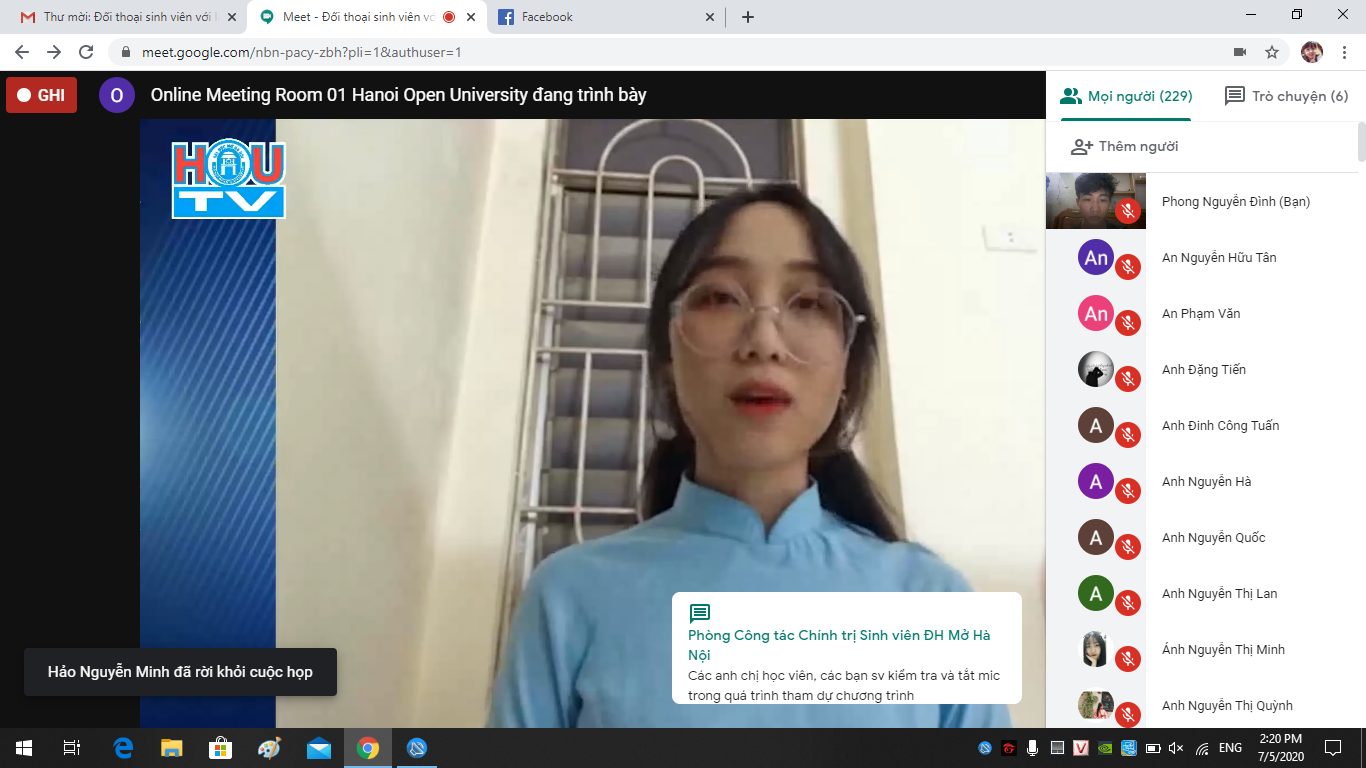 Thư mời: Đối thoại sinh viên với
Meet - Đối thoại sinh viên vớ
Facebook
meet.google.com/nbn-pacy-zbh?pli=1&authuser=1
GHI
O
Online Meeting Room 01 Hanoi Open University đang trình bày
Mọi người (229)
Trò chuyện (6)
Thêm người
HOU
TV
Phong Nguyễn Đình (Bạn)
An
An Nguyễn Hữu Tân
An
An Phạm Văn
Anh Đặng Tiến
A
Anh Đinh Công Tuấn
A
Anh Nguyễn Hà
A
Anh Nguyễn Quốc
A
Anh Nguyễn Thị Lan
Ánh Nguyễn Thị Minh
Anh Nguyễn Thị Quỳnh
Phòng Công tác Chính trị Sinh viên ĐH Mở Hà
Nội
Các anh chị học viên, các bạn sv kiểm tra và tắt mic
trong quá trình tham dự chương trình
Hảo Nguyễn Minh đã rời khỏi cuộc họp
ENG
2:20 PM
7/5/2020